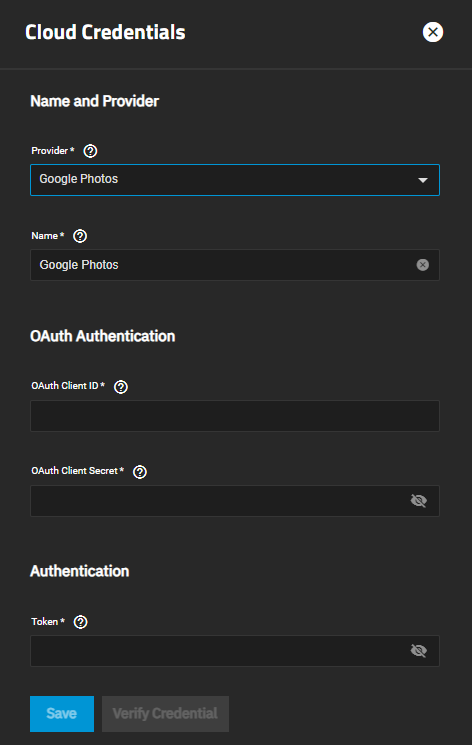 Cloud Credentials
Name and Provider
Provider *
Google Photos
Name *
Google Photos
OAuth Authentication
OAuth Client ID *
OAuth Client Secret *
Authentication
Token *
Save Verify Credential